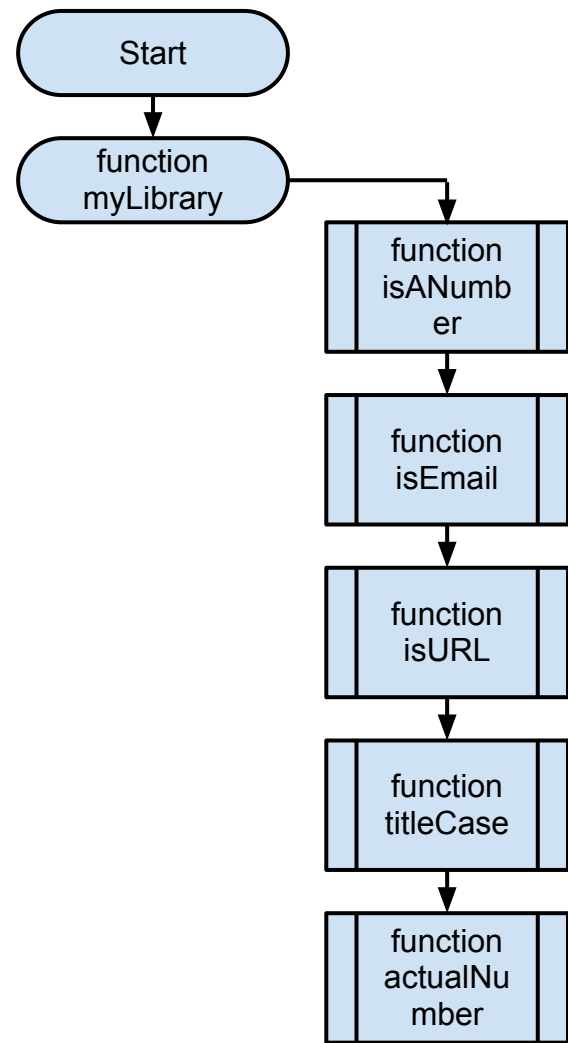 Start
function
myLibrary
function
isANumb
er
function
isEmail
function
isURL
function
titleCase
function
actualNu
mber